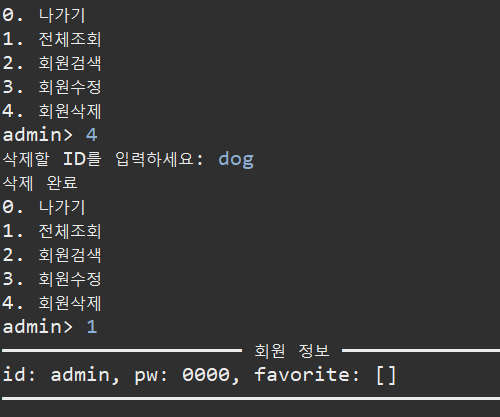 0. 나가기
1. 전체조회
2. 회원검색
3. 회원수정
4. 회원삭제
admin> 4
삭제할 ID를 입력하세요: dog
삭제 완료
0. 나가기
1. 전체조회
2. 회원검색
3. 회원수정
4. 회원삭제
admin> 1
━━━━━━━━━━━━━━━━━━━━ 회원 정보 ━━━━━━━━━━━━━
id: admin, pw: 0000, favorite: []
━━━━━━━━━━━━━━━━━━━━━━━━━━━━━━━━━━━━━━━━━